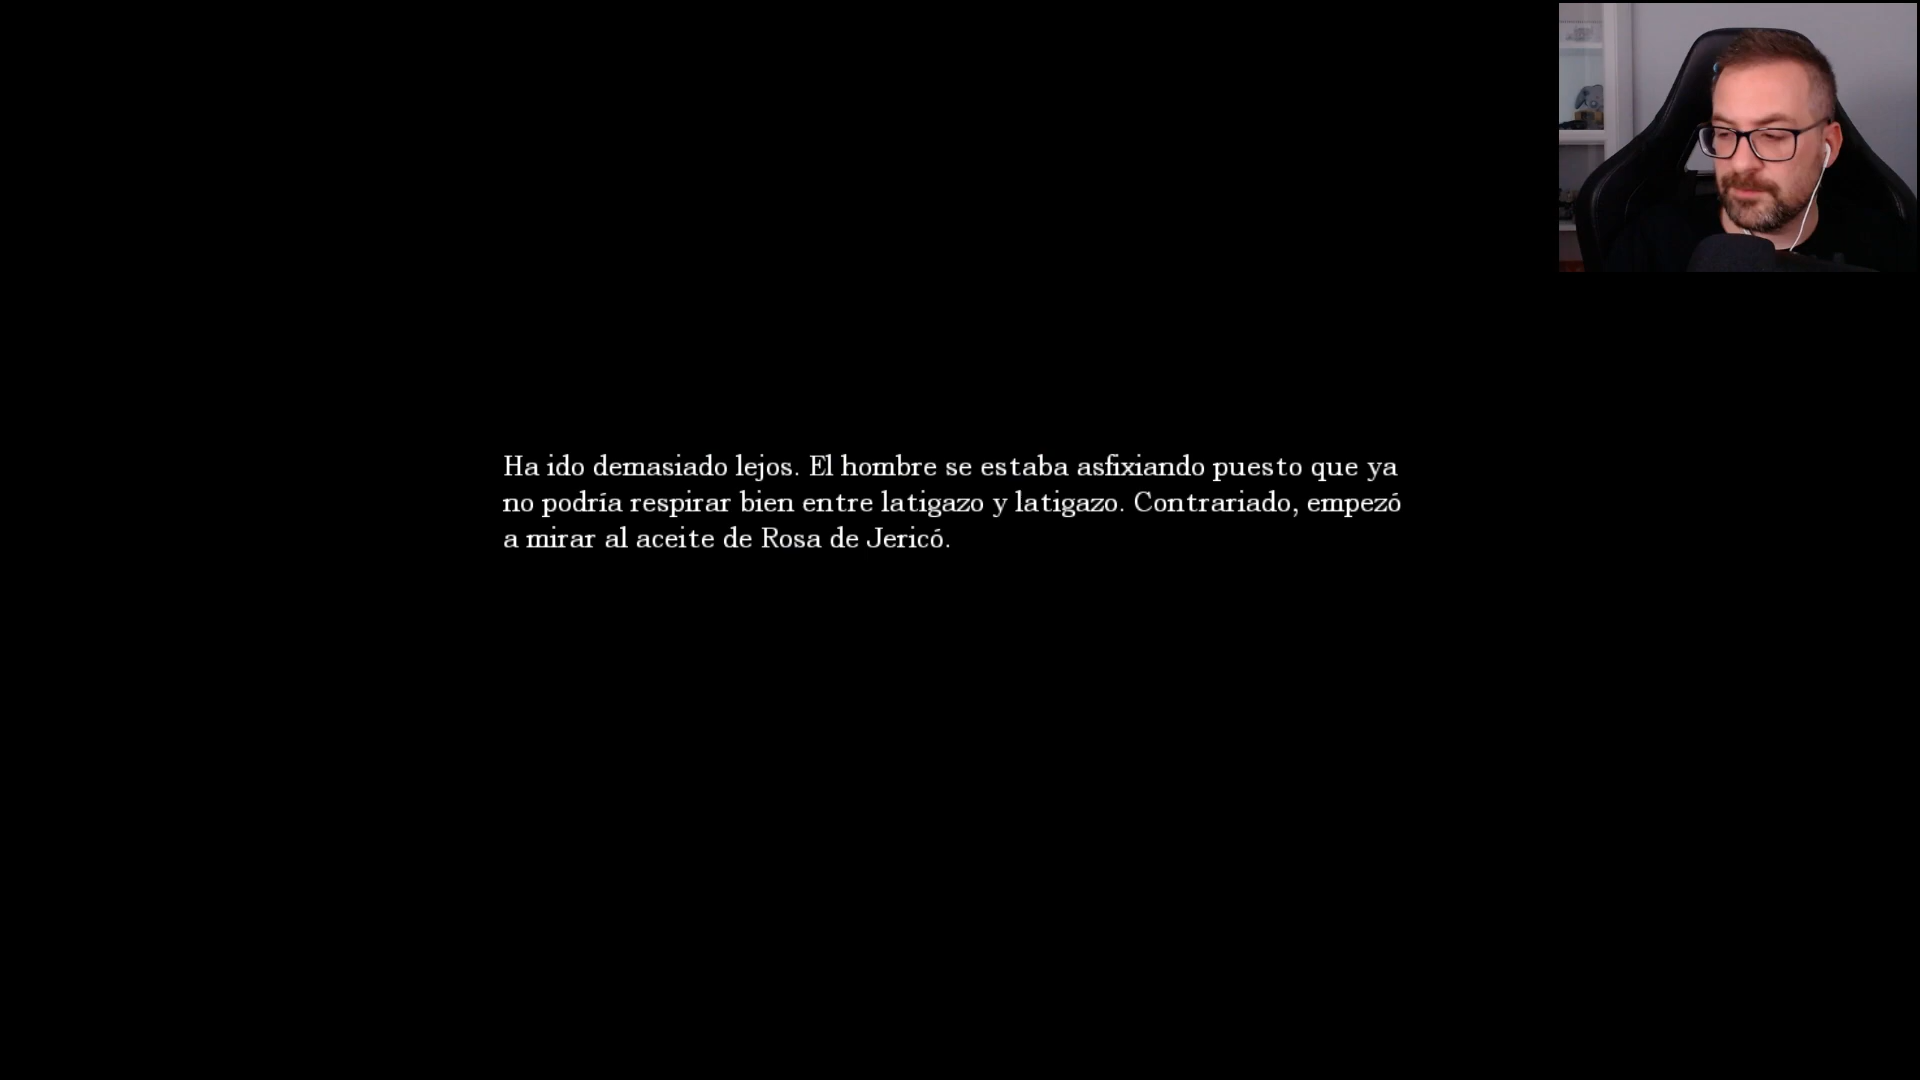 Ha ido demasiado lejos. El hombre se estaba asfixiando puesto que ya
no podría respirar bien entre latigazo y latigazo. Contrariado, empezó
a mirar al aceite de Rosa de Jericó.